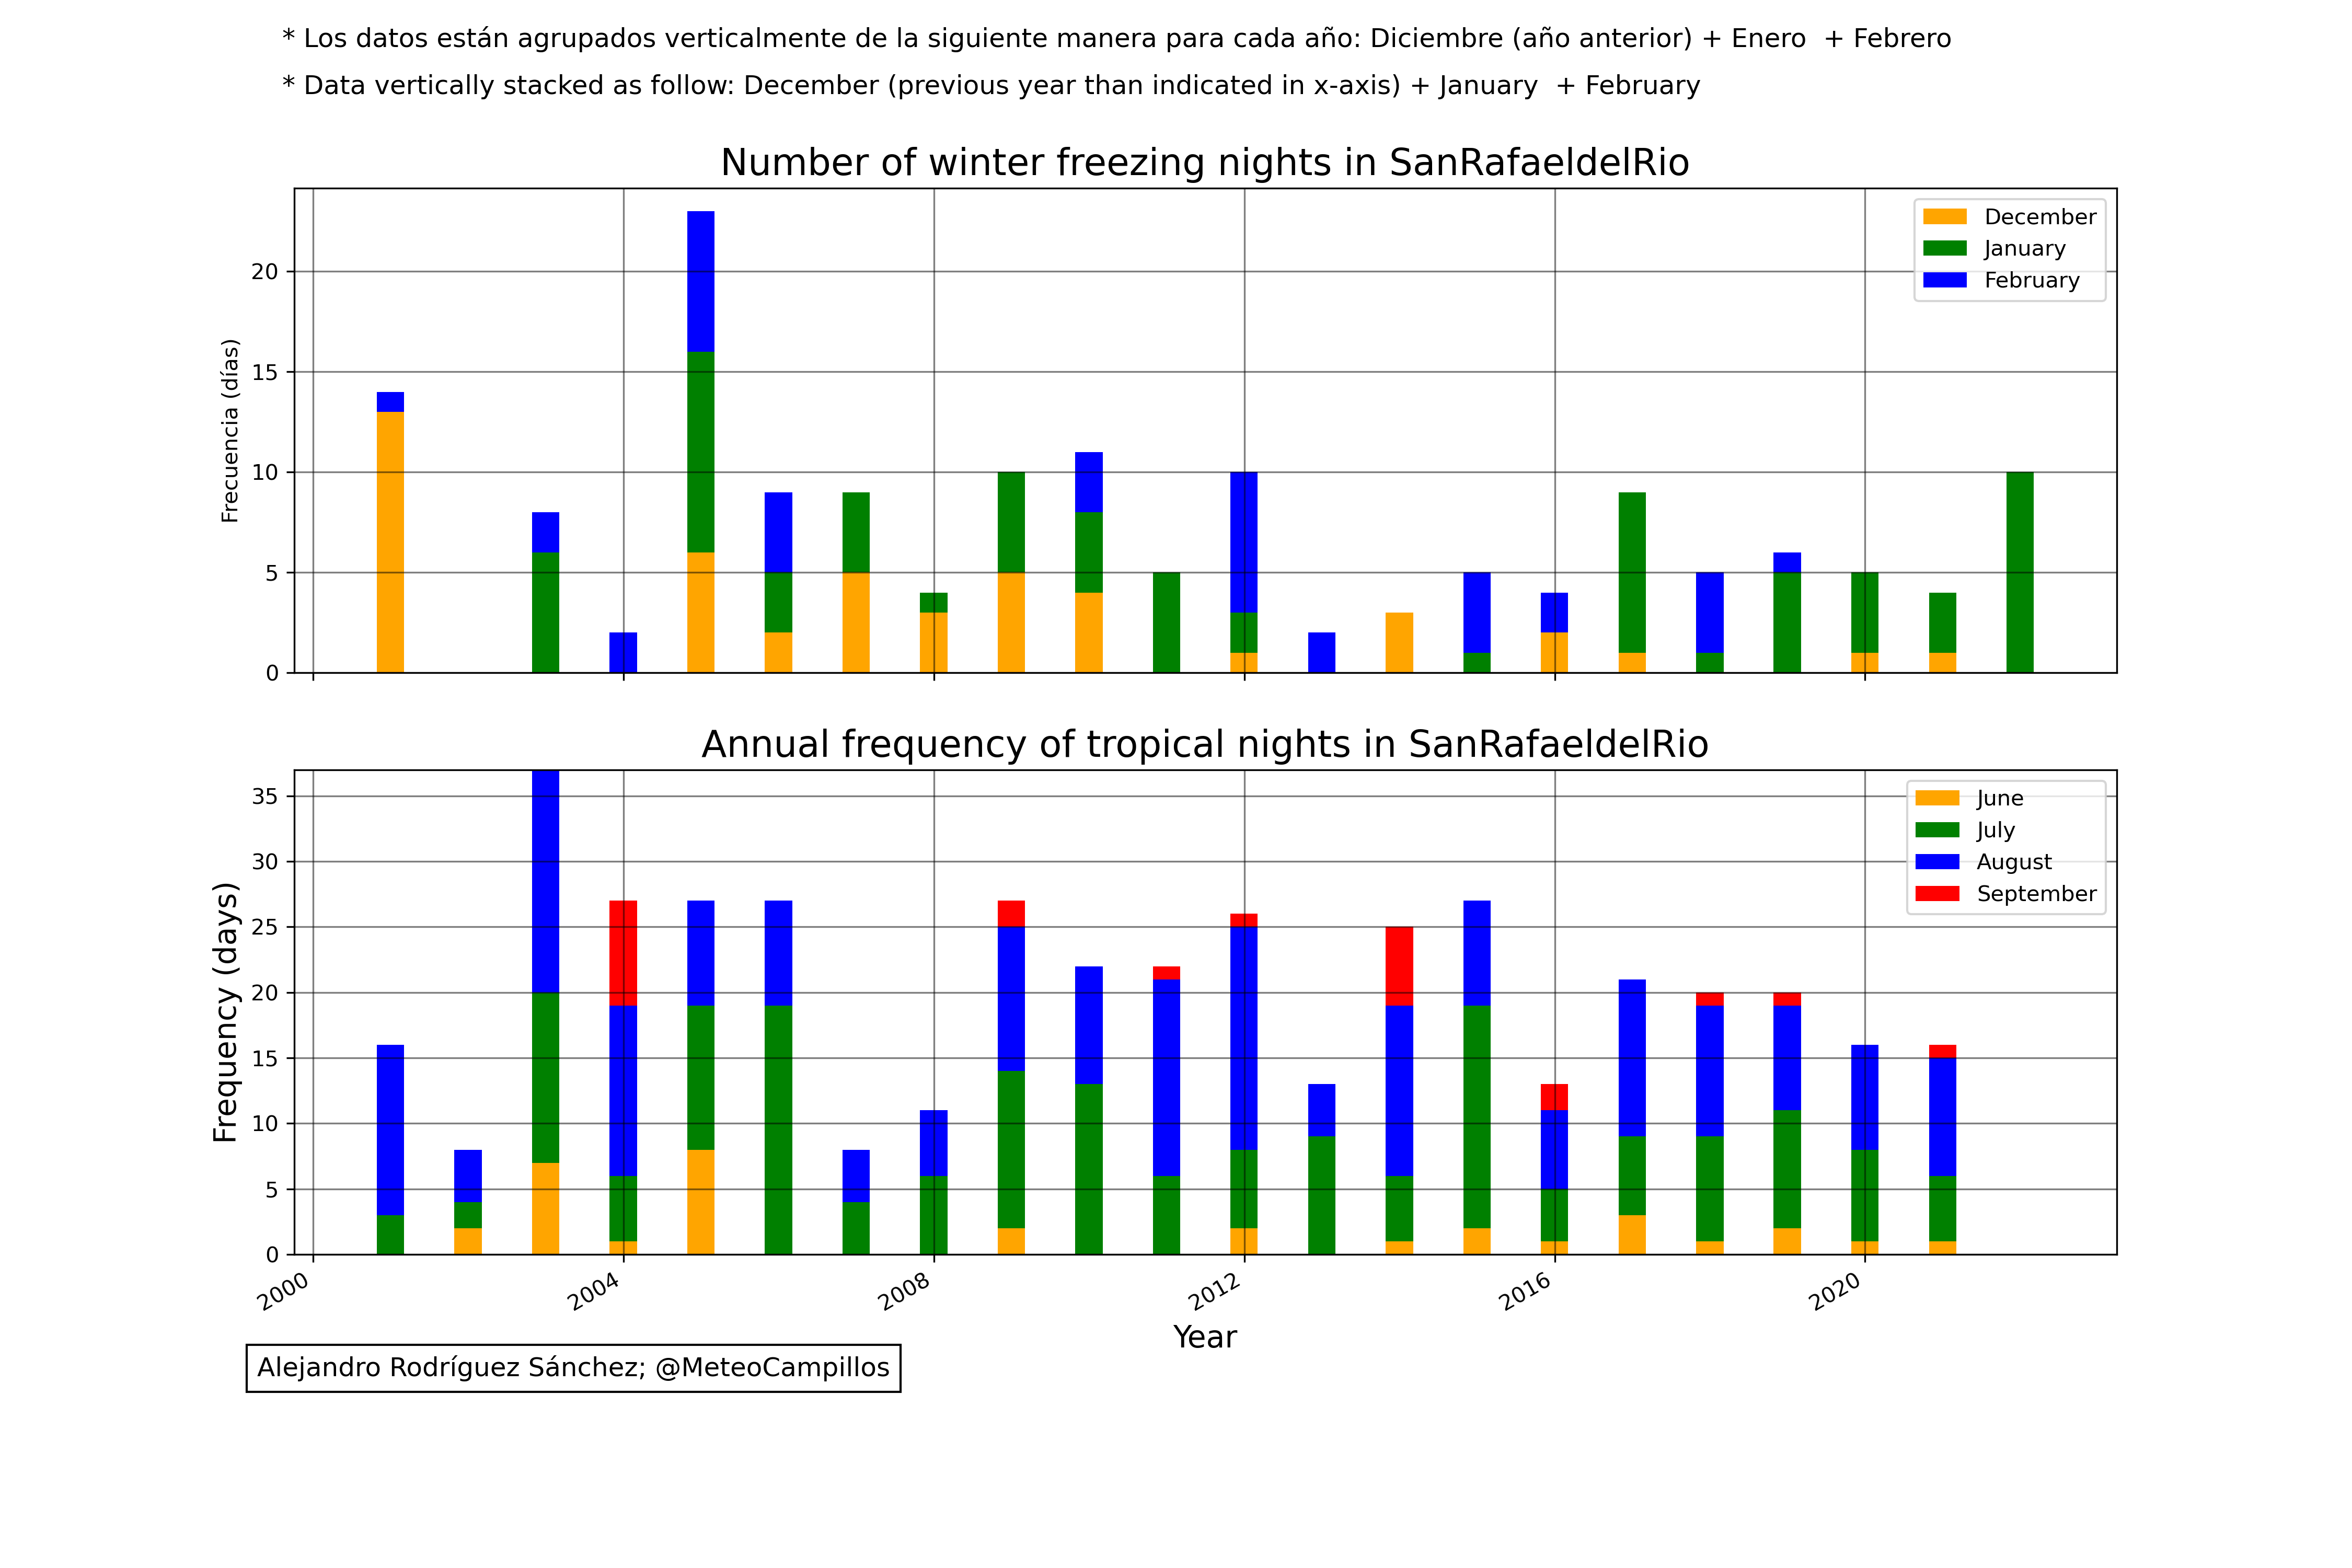 * Los datos están agrupados verticalmente de la siguiente manera para cada año: Diciembre (año anterior) + Enero  + Febrero
* Data vertically stacked as follow: December (previous year than indicated in x-axis) + January  + February
Number of winter freezing nights in SanRafaeldelRio
Frecuencia (días)
20
15
10
5
0
December
January
February
Annual frequency of tropical nights in SanRafaeldelRio
Frequency (days)
35
30
25
20
15
10
5
0
June
July
August
September
2000 2004 2008 2012 2016 2020
Year
Alejandro Rodríguez Sánchez; @MeteoCampillos